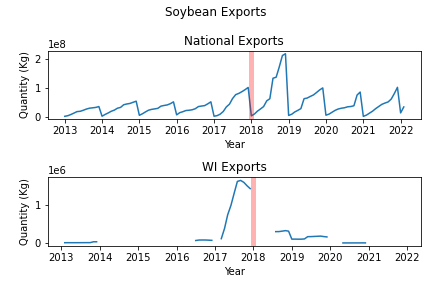 Soybean Exports
National Exports
1e8
2
1
0
Quantity (Kg)
2013 2014 2015 2016 2017 2018 2019 2020 2021 2022
Year
WI Exports
1e6
1
0
Quantity (Kg)
2013 2014 2015 2016 2017 2018 2019 2020 2021 2022
Year